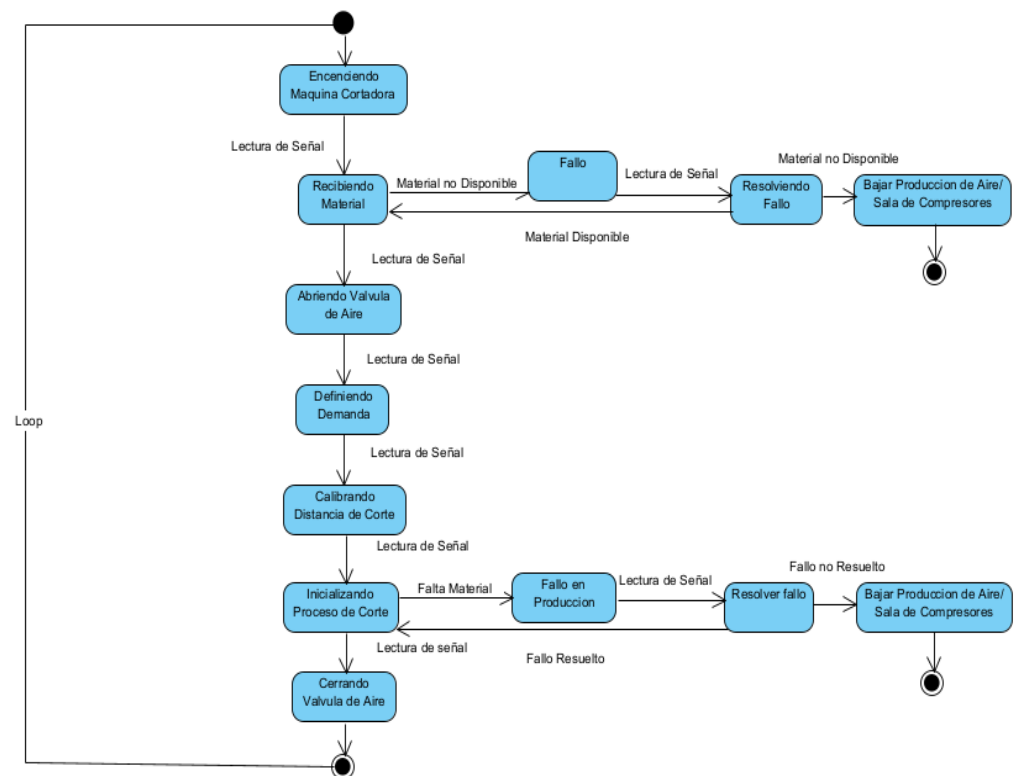 Encenciendo
Maquina Cortadora
Lectura de Señal
Recibiendo
Material
Material no Disponible
Fallo
Lectura de Señal
Resolviendo
Fallo
Material no Disponible
Bajar Produccion de Aire/
Sala de Compresores
Material Disponible
Lectura de Señal
Abriendo Valvula
de Aire
Lectura de Señal
Definiendo
Demanda
Loop
Lectura de Señal
Calibrando
Distancia de Corte
Lectura de Señal
Inicializando
Proceso de Corte
Falta Material
Fallo en
Produccion
Lectura de Señal
Resolver fallo
Fallo no Resuelto
Bajar Produccion de Aire/
Sala de Compresores
Lectura de señal
Fallo Resuelto
Cerrando
Valvula de Aire